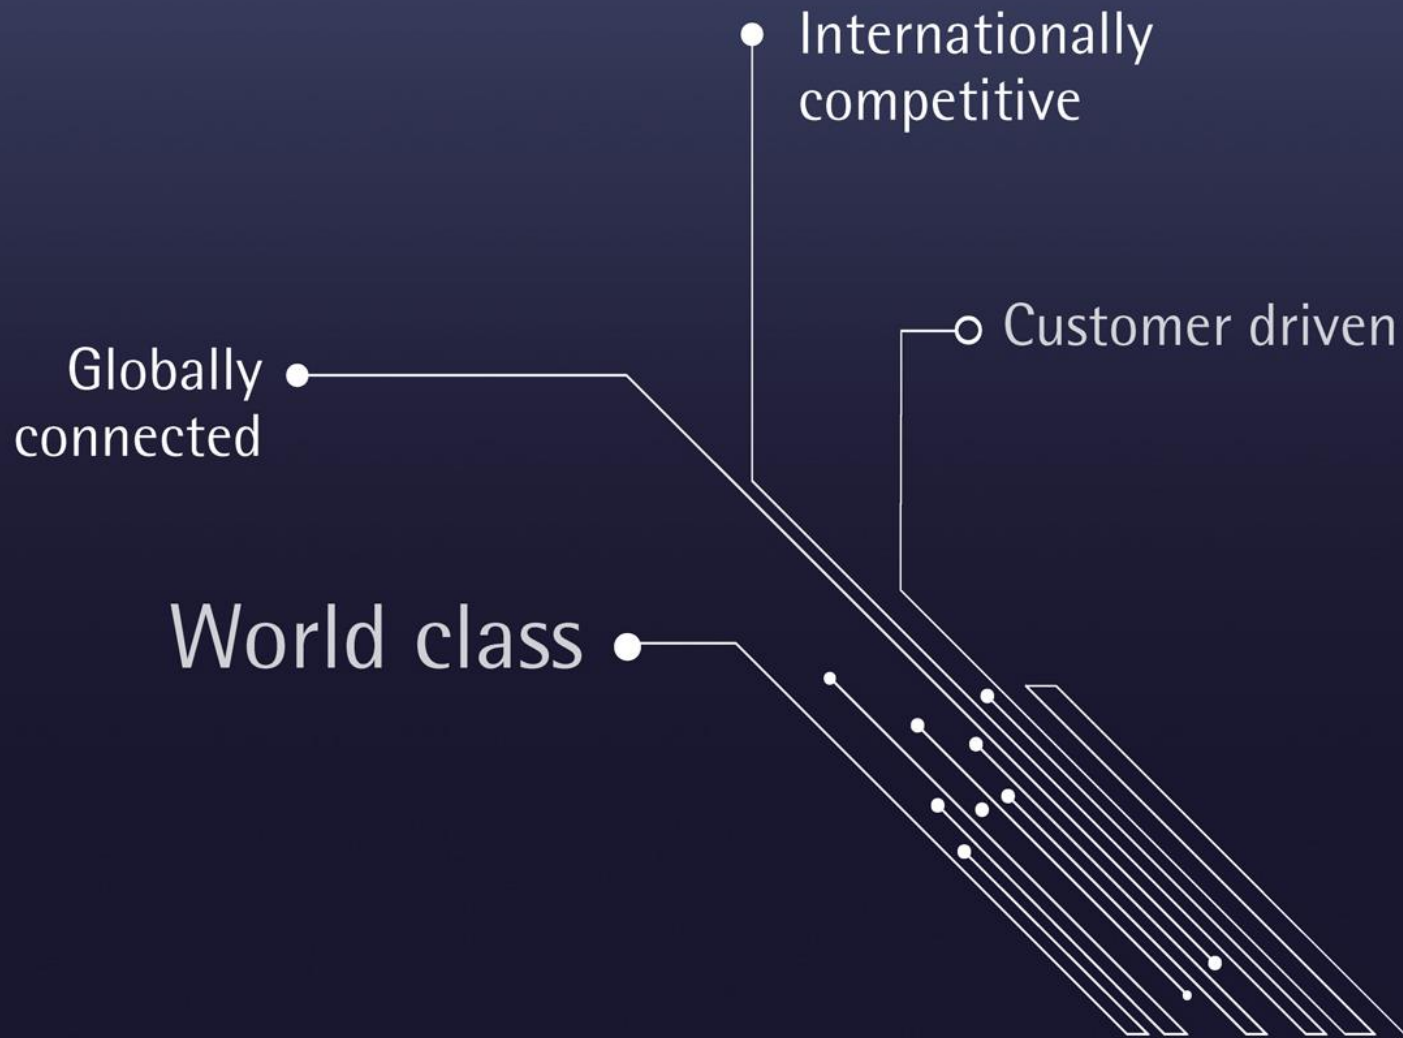 Internationally
competitive
Customer driven
Globally
connected
World class